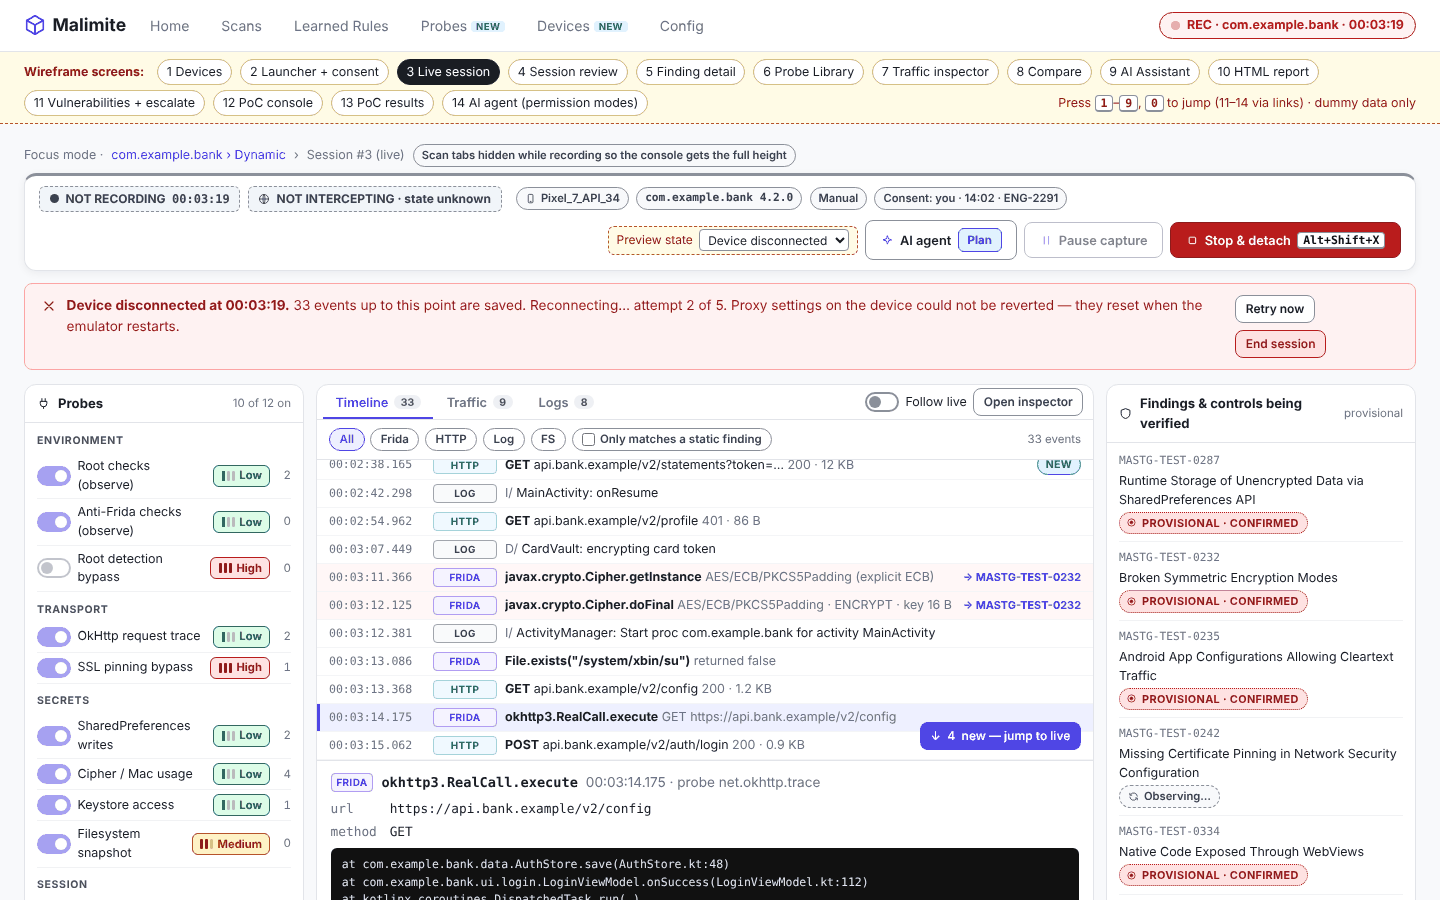 Malimite Home Scans Learned Rules Probes NEW Devices NEW Config REC · com.example.bank · 00:03:19
Wireframe screens: 1 Devices 2 Launcher + consent 3 Live session 4 Session review 5 Finding detail 6 Probe Library 7 Traffic inspector 8 Compare 9 AI Assistant 10 HTML report
11 Vulnerabilities + escalate 12 PoC console 13 PoC results 14 AI agent (permission modes) Press 1–9, 0 to jump (11–14 via links) · dummy data only
Focus mode · com.example.bank › Dynamic › Session #3 (live) Scan tabs hidden while recording so the console gets the full height
NOT RECORDING 00:03:19 NOT INTERCEPTING · state unknown Pixel_7_API_34 com.example.bank 4.2.0 Manual Consent: you · 14:02 · ENG-2291
Preview state Device disconnected AI agent Plan Pause capture Stop & detach Alt+Shift+X
Device disconnected at 00:03:19. 33 events up to this point are saved. Reconnecting... attempt 2 of 5. Proxy settings on the device could not be reverted — they reset when the
emulator restarts.
Retry now
End session
Probes 10 of 12 on
ENVIRONMENT
Root checks
(observe) Low 2
Anti-Frida checks
(observe) Low 0
Root detection
bypass High 0
TRANSPORT
OkHttp request trace Low 2
SSL pinning bypass High 1
SECRETS
SharedPreferences
writes Low 2
Cipher / Mac usage Low 4
Keystore access Low 1
Filesystem
snapshot Medium 0
SESSION
Timeline 33 Traffic 9 Logs 8 Follow live Open inspector
All Frida HTTP Log FS Only matches a static finding 33 events
00:02:38.165 HTTP GET api.bank.example/v2/statements?token=... 200 · 12 KB NEW
00:02:42.298 LOG I/ MainActivity: onResume
00:02:54.962 HTTP GET api.bank.example/v2/profile 401 · 86 B
00:03:07.449 LOG D/ CardVault: encrypting card token
00:03:11.366 FRIDA javax.crypto.Cipher.getInstance AES/ECB/PKCS5Padding (explicit ECB) → MASTG-TEST-0232
00:03:12.125 FRIDA javax.crypto.Cipher.doFinal AES/ECB/PKCS5Padding · ENCRYPT · key 16 B → MASTG-TEST-0232
00:03:12.381 LOG I/ ActivityManager: Start proc com.example.bank for activity MainActivity
00:03:13.086 FRIDA File.exists("/system/xbin/su") returned false
00:03:13.368 HTTP GET api.bank.example/v2/config 200 · 1.2 KB
00:03:14.175 FRIDA okhttp3.RealCall.execute GET https://api.bank.example/v2/config
00:03:15.062 HTTP POST api.bank.example/v2/auth/login 200 · 0.9 KB
↓ 4 new — jump to live
FRIDA okhttp3.RealCall.execute 00:03:14.175 · probe net.okhttp.trace
url https://api.bank.example/v2/config
method GET
at com.example.bank.data.AuthStore.save(AuthStore.kt:48)
at com.example.bank.ui.login.LoginViewModel.onSuccess(LoginViewModel.kt:112)
at kotlinx.coroutines.DispatchedTask.run(…)
Findings & controls being
verified provisional
MASTG-TEST-0287
Runtime Storage of Unencrypted Data via
SharedPreferences API
PROVISIONAL · CONFIRMED
MASTG-TEST-0232
Broken Symmetric Encryption Modes
PROVISIONAL · CONFIRMED
MASTG-TEST-0235
Android App Configurations Allowing Cleartext
Traffic
PROVISIONAL · CONFIRMED
MASTG-TEST-0242
Missing Certificate Pinning in Network Security
Configuration
Observing...
MASTG-TEST-0334
Native Code Exposed Through WebViews
PROVISIONAL · CONFIRMED